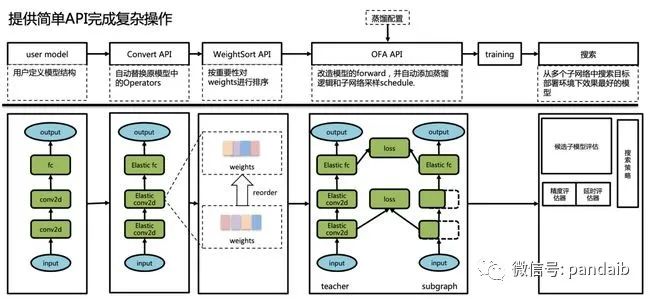 提供简单API完成复杂操作
蒸馏配置
user model
Convert API
WeightSort API
OFA API
training
搜索
用户定义模型结构
自动替换原模型中
的Operators
按重要性对
weights进行排序
改造模型的forward，并自动添加蒸馏
逻辑和子网络采样schedule.
从多个子网络中搜索目标
部署环境下效果最好的模
型
output
fc
conv2d
conv2d
input
output
Elastic fc
Elastic
conv2d
Elastic
conv2d
input
weights
reorder
weights
output
Elastic fc
Elastic
conv2d
Elastic
conv2d
input
teacher
loss
loss
output
Elastic fc
input
subgraph
候选子模型评估
精度评
估器
延时评
估器
搜
索
策
略
微信号: pandaib